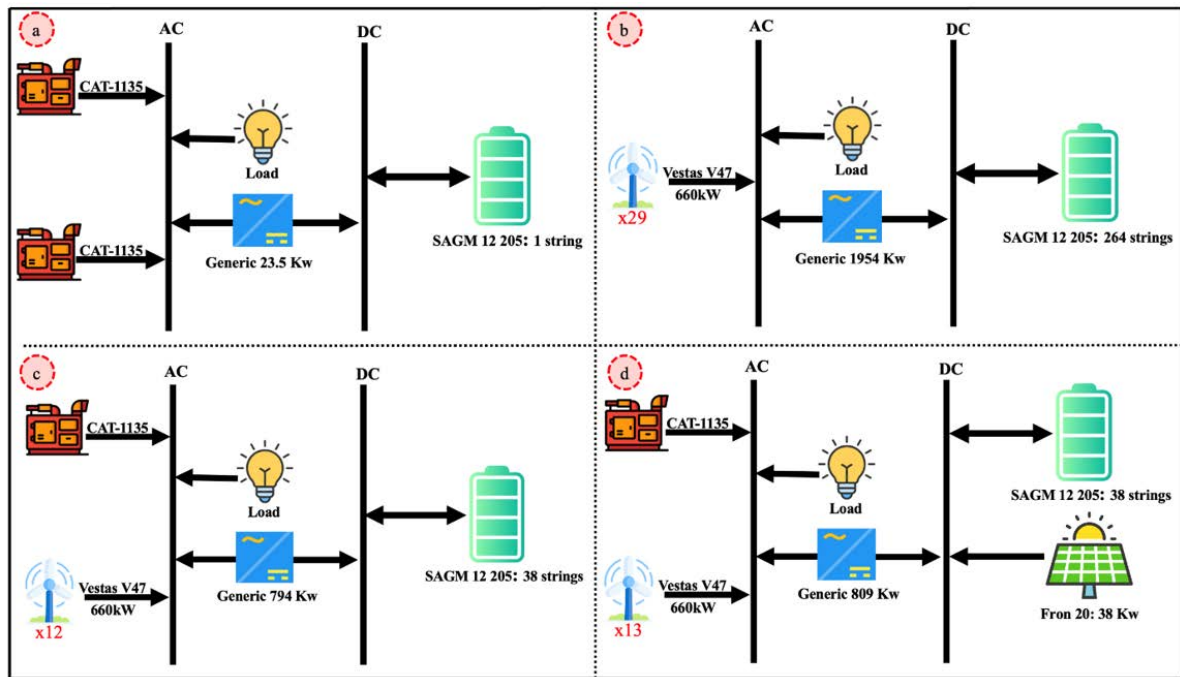 a
AC
DC
CAT-1135
Load
SAGM 12 205: 1 string
CAT-1135
Generic 23.5 Kw
b
AC
DC
Vestas V47
660kW
x29
Load
SAGM 12 205: 264 strings
Generic 1954 Kw
c
AC
DC
CAT-1135
Load
SAGM 12 205: 38 strings
Generic 794 Kw
Vestas V47
660kW
x12
d
AC
DC
CAT-1135
Load
SAGM 12 205: 38 strings
Generic 809 Kw
Vestas V47
660kW
x13
Fron 20: 38 Kw